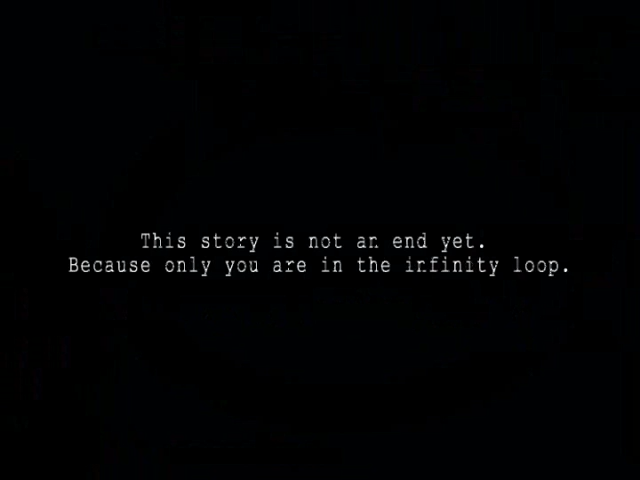 This story is not an end yet.
Because only you are in the infinity loop.